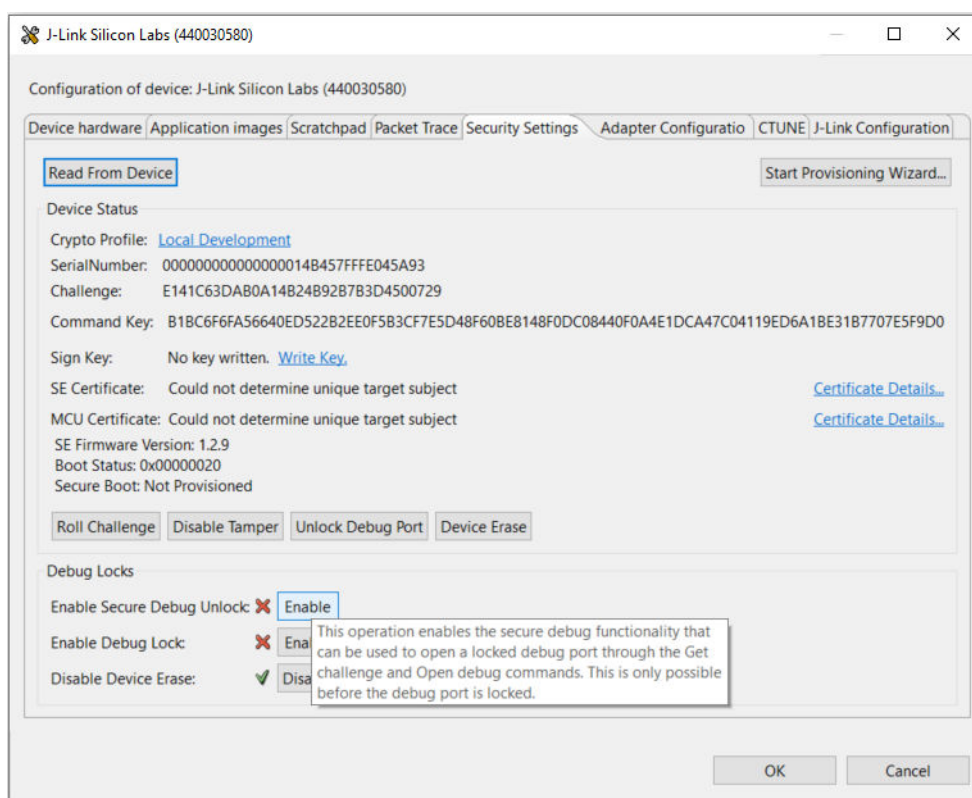 J-Link Silicon Labs (440030580)
Configuration of device: J-Link Silicon Labs (440030580)
Device hardware Application images Scratchpad Packet Trace Security Settings Adapter Configuratio CTUNE J-Link Configuration
Read From Device Start Provisioning Wizard...
Device Status
Crypto Profile: Local Development
SerialNumber: 000000000000000014B457FFFE045A93
Challenge: E141C63DAB0A14B24B92B7B3D4500729
Command Key: B1BC6F6FA56640ED522B2EE0F5B3CF7E5D48F60BE8148F0DC08440F0A4E1DCA47C04119ED6A1BE31B7707E5F9D0
Sign Key: No key written. Write Key.
SE Certificate: Could not determine unique target subject Certificate Details...
MCU Certificate: Could not determine unique target subject Certificate Details...
SE Firmware Version: 1.2.9
Boot Status: 0x00000020
Secure Boot: Not Provisioned
Roll Challenge Disable Tamper Unlock Debug Port Device Erase
Debug Locks
Enable Secure Debug Unlock: Enable
Enable Debug Lock: Ena
Disable Device Erase: Disa
This operation enables the secure debug functionality that
can be used to open a locked debug port through the Get
challenge and Open debug commands. This is only possible
before the debug port is locked.
OK Cancel